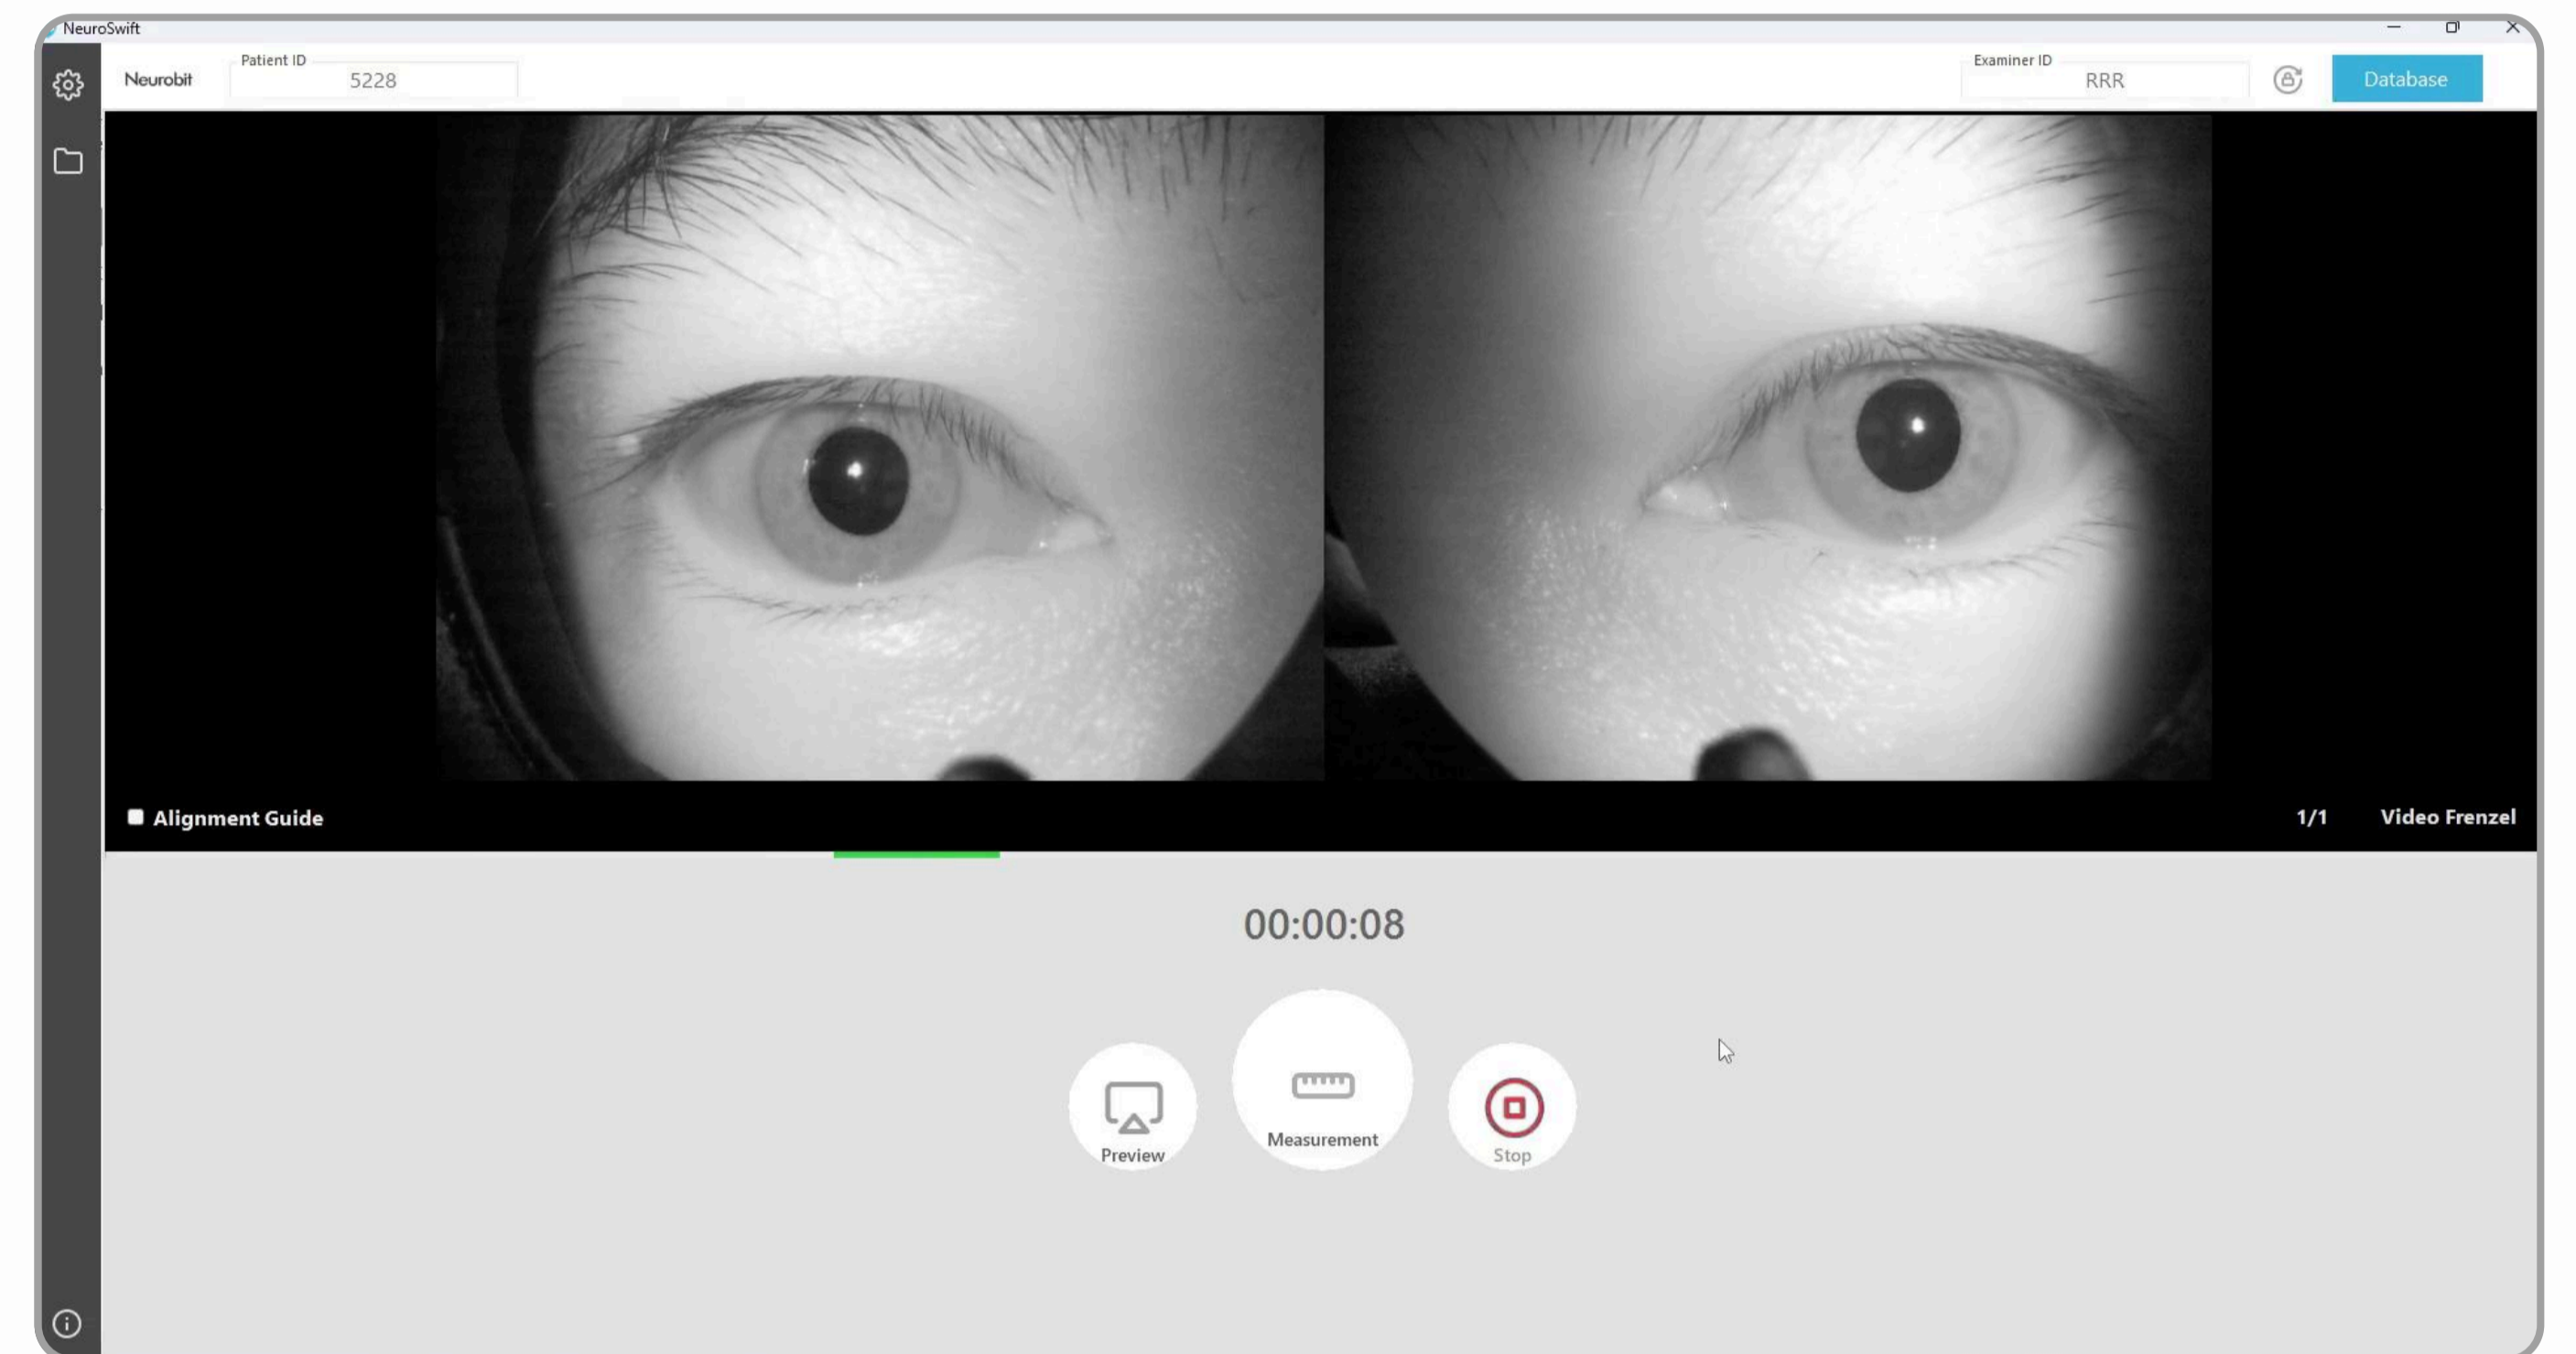 NeuroSwift
Neurobit
Patient ID
5228
Examiner ID
RRR
Database
Alignment Guide
1/1
Video Frenzel
00:00:08
Preview
Measurement
Stop